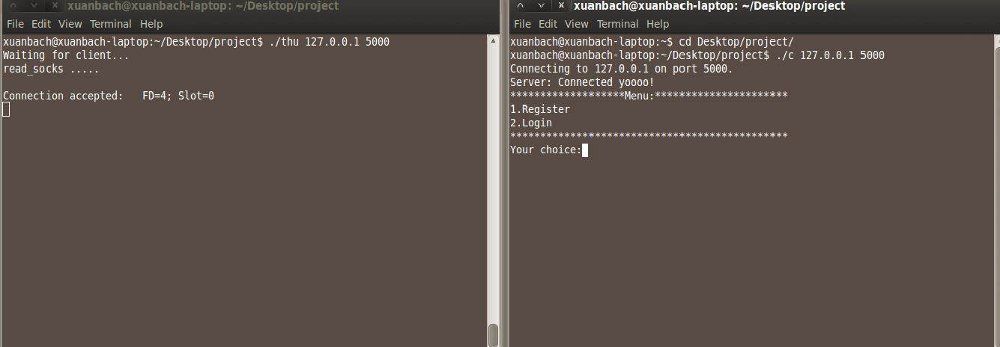 xuanbach@xuanbach-laptop: ~/Desktop/project
File Edit View Terminal Help
xuanbach@xuanbach-laptop:~/Desktop/project$ ./thu 127.0.0.1 5000
Waiting for client...
read_socks .....
Connection accepted:   FD=4; Slot=0
xuanbach@xuanbach-laptop: ~/Desktop/project
File Edit View Terminal Help
xuanbach@xuanbach-laptop:~$ cd Desktop/project/
xuanbach@xuanbach-laptop:~/Desktop/project$ ./c 127.0.0.1 5000
Connecting to 127.0.0.1 on port 5000.
Server: Connected yoooo!
*******************Menu:**********************
1.Register
2.Login
**********************************************
Your choice: